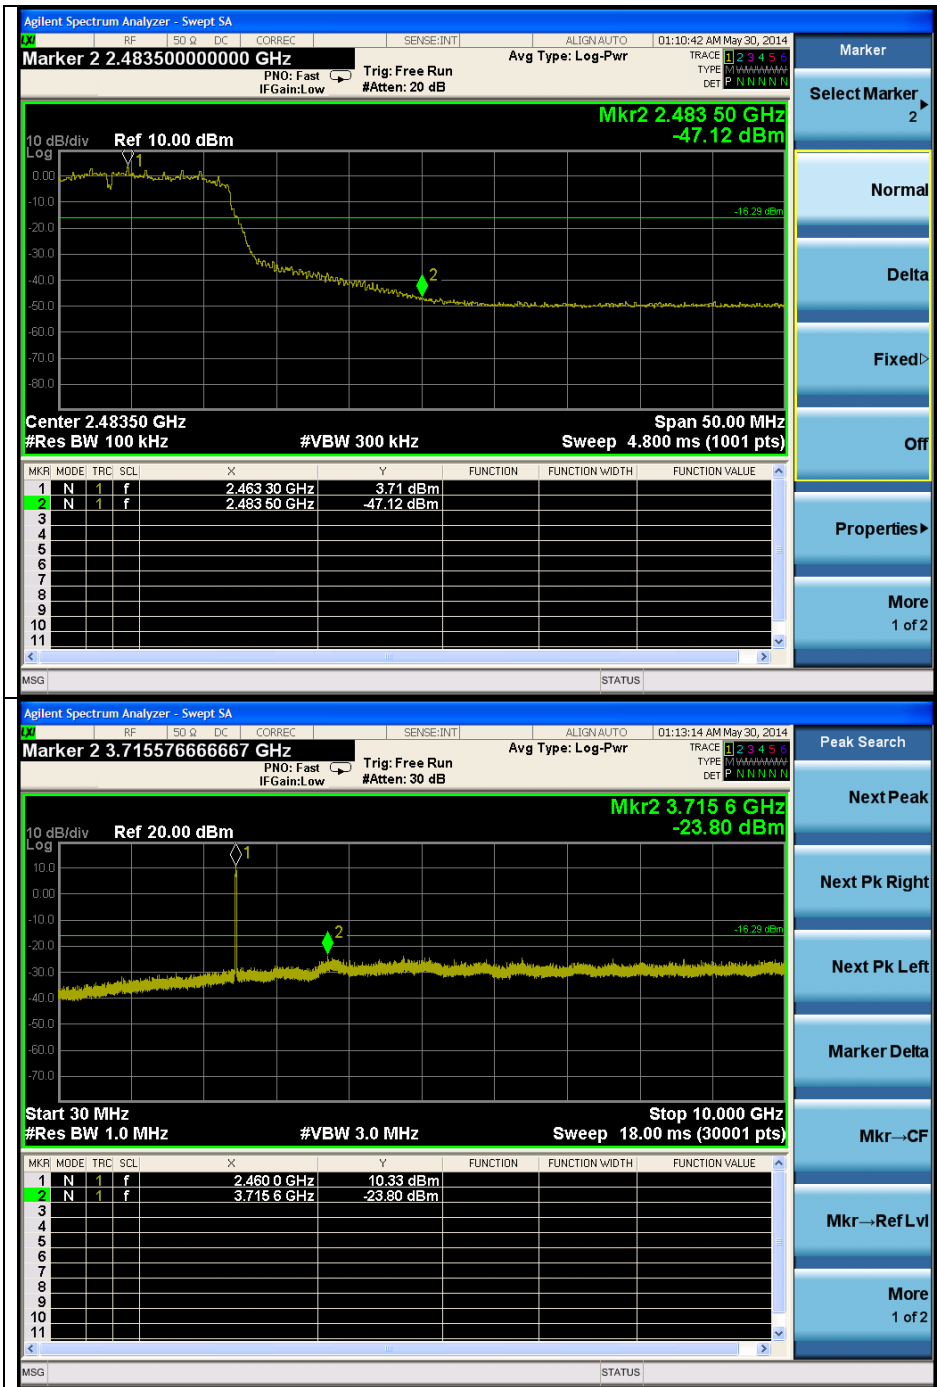 Agilent Spectrum Analyzer - Swept SA
LXI RF 50 Ω DC CORREC SENSE:INT ALIGN AUTO 01:10:42 AM May 30, 2014
Marker 2 2.483500000000 GHz
PNO: Fast
IFGain:Low
Trig: Free Run
#Atten: 20 dB
Avg Type: Log-Pwr
TRACE 1 2 3 4 5 6
TYPE M WWWWW
DET P N N N N N
Mkr2 2.483 50 GHz
-47.12 dBm
10 dB/div Ref 10.00 dBm
Log
1
0.00
-10.0
-16.29 dBm
-20.0
-30.0
-40.0
2
-50.0
-60.0
-70.0
-80.0
Center 2.48350 GHz Span 50.00 MHz
#Res BW 100 kHz #VBW 300 kHz Sweep 4.800 ms (1001 pts)
MKR MODE TRC SCL X Y FUNCTION FUNCTION WIDTH FUNCTION VALUE
1 N 1 f 2.463 30 GHz 3.71 dBm
2 N 1 f 2.483 50 GHz -47.12 dBm
3
4
5
6
7
8
9
10
11
MSG STATUS
Marker
Select Marker
2
Normal
Delta
Fixed
Off
Properties
More
1 of 2
Agilent Spectrum Analyzer - Swept SA
LXI RF 50 Ω DC CORREC SENSE:INT ALIGN AUTO 01:13:14 AM May 30, 2014
Marker 2 3.715576666667 GHz
PNO: Fast
IFGain:Low
Trig: Free Run
#Atten: 30 dB
Avg Type: Log-Pwr
TRACE 1 2 3 4 5 6
TYPE M WWWWW
DET P N N N N N
Mkr2 3.715 6 GHz
-23.80 dBm
10 dB/div Ref 20.00 dBm
Log
1
10.0
0.00
-10.0
-16.29 dBm
2
-20.0
-30.0
-40.0
-50.0
-60.0
-70.0
Start 30 MHz Stop 10.000 GHz
#Res BW 1.0 MHz #VBW 3.0 MHz Sweep 18.00 ms (30001 pts)
MKR MODE TRC SCL X Y FUNCTION FUNCTION WIDTH FUNCTION VALUE
1 N 1 f 2.460 0 GHz 10.33 dBm
2 N 1 f 3.715 6 GHz -23.80 dBm
3
4
5
6
7
8
9
10
11
MSG STATUS
Peak Search
Next Peak
Next Pk Right
Next Pk Left
Marker Delta
Mkr→CF
Mkr→Ref Lvl
More
1 of 2